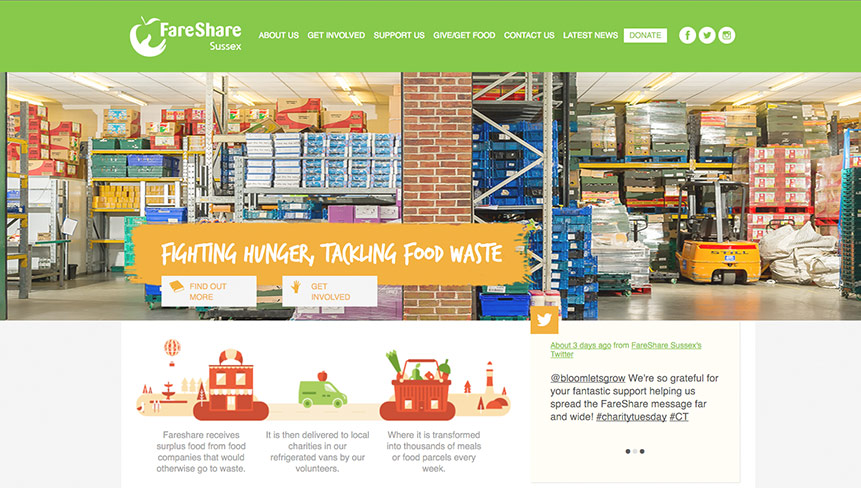 FareShare
Sussex
ABOUT US GET INVOLVED SUPPORT US GIVE/GET FOOD CONTACT US LATEST NEWS DONATE
FIGHTING HUNGER, TACKLING FOOD WASTE
FIND OUT
MORE
GET
INVOLVED
STILL
Fareshare receives
surplus food from food
companies that would
otherwise go to waste.
It is then delivered to local
charities in our
refrigerated vans by our
volunteers.
Where it is transformed
into thousands of meals
or food parcels every
week.
About 3 days ago from FareShare Sussex's
Twitter
@bloomletsgrow We're so grateful for
your fantastic support helping us
spread the FareShare message far
and wide! #charitytuesday #CT